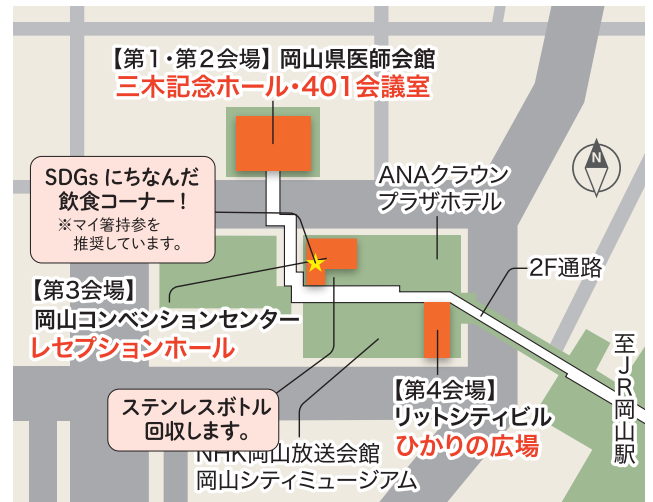 【第1・第2会場】岡山県医師会館
三木記念ホール・401会議室
N
SDGs にちなんだ
飲食コーナー！
※マイ箸持参を
推奨しています。
ANAクラウン
プラザホテル
2F通路
【第3会場】
岡山コンベンションセンター
レセプションホール
至JR岡山駅
ステンレスボトル
回収します。
【第4会場】
リットシティビル
ひかりの広場
NHK岡山放送会館
岡山シティミュージアム